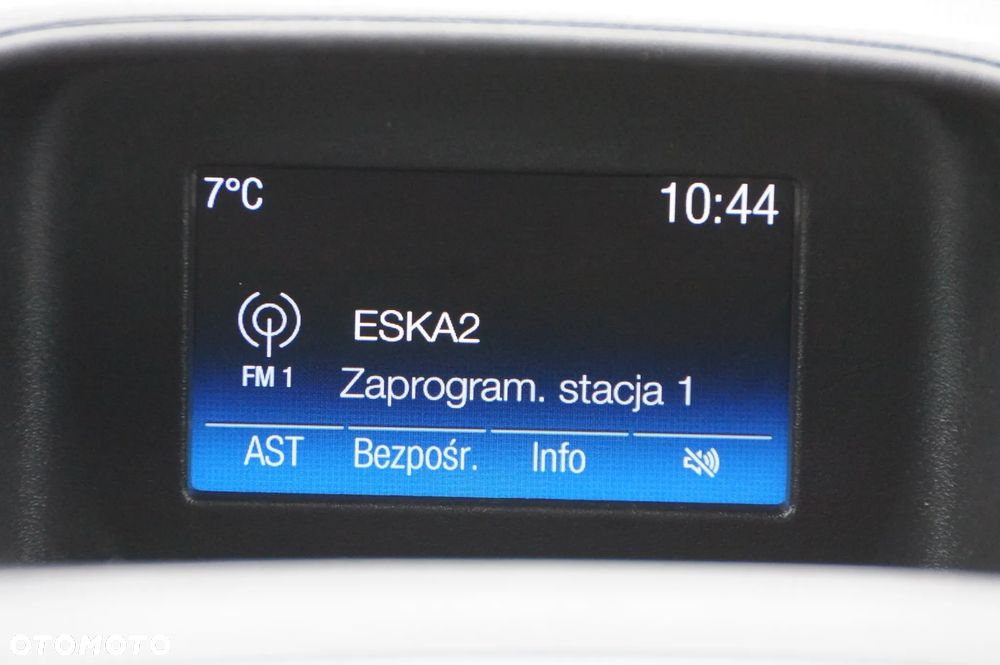 7°C 10:44
ESKA2
FM 1 Zaprogram. stacja 1
AST Bezpośr. Info
OTOMOTO